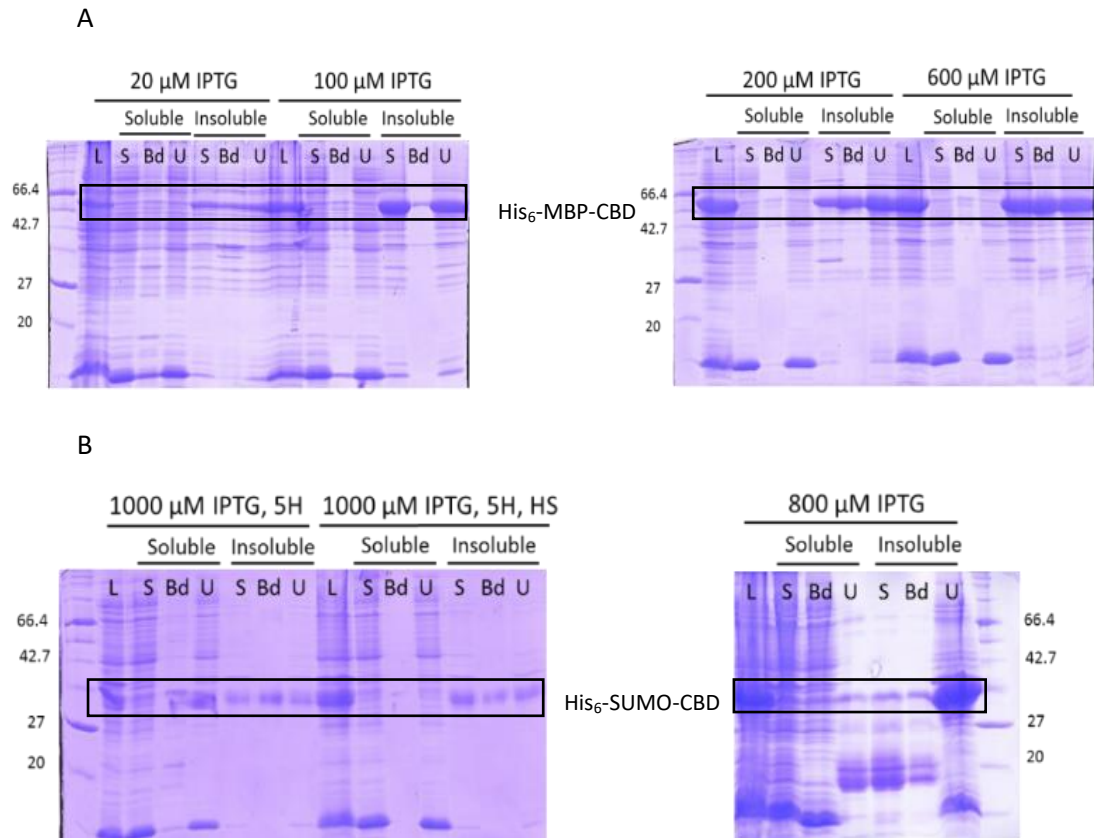 A
20 µM IPTG 100 µM IPTG
Soluble Insoluble Soluble Insoluble
L S Bd U S Bd U L S Bd U S Bd U
66.4
42.7
27
20
200 µM IPTG 600 µM IPTG
Soluble Insoluble Soluble Insoluble
L S Bd U S Bd U L S Bd U S Bd U
66.4
42.7
27
20
His₆-MBP-CBD
B
1000 µM IPTG, 5H 1000 µM IPTG, 5H, HS
Soluble Insoluble Soluble Insoluble
L S Bd U S Bd U L S Bd U S Bd U
66.4
42.7
27
20
His₆-SUMO-CBD
800 µM IPTG
Soluble Insoluble
L S Bd U S Bd U
66.4
42.7
27
20